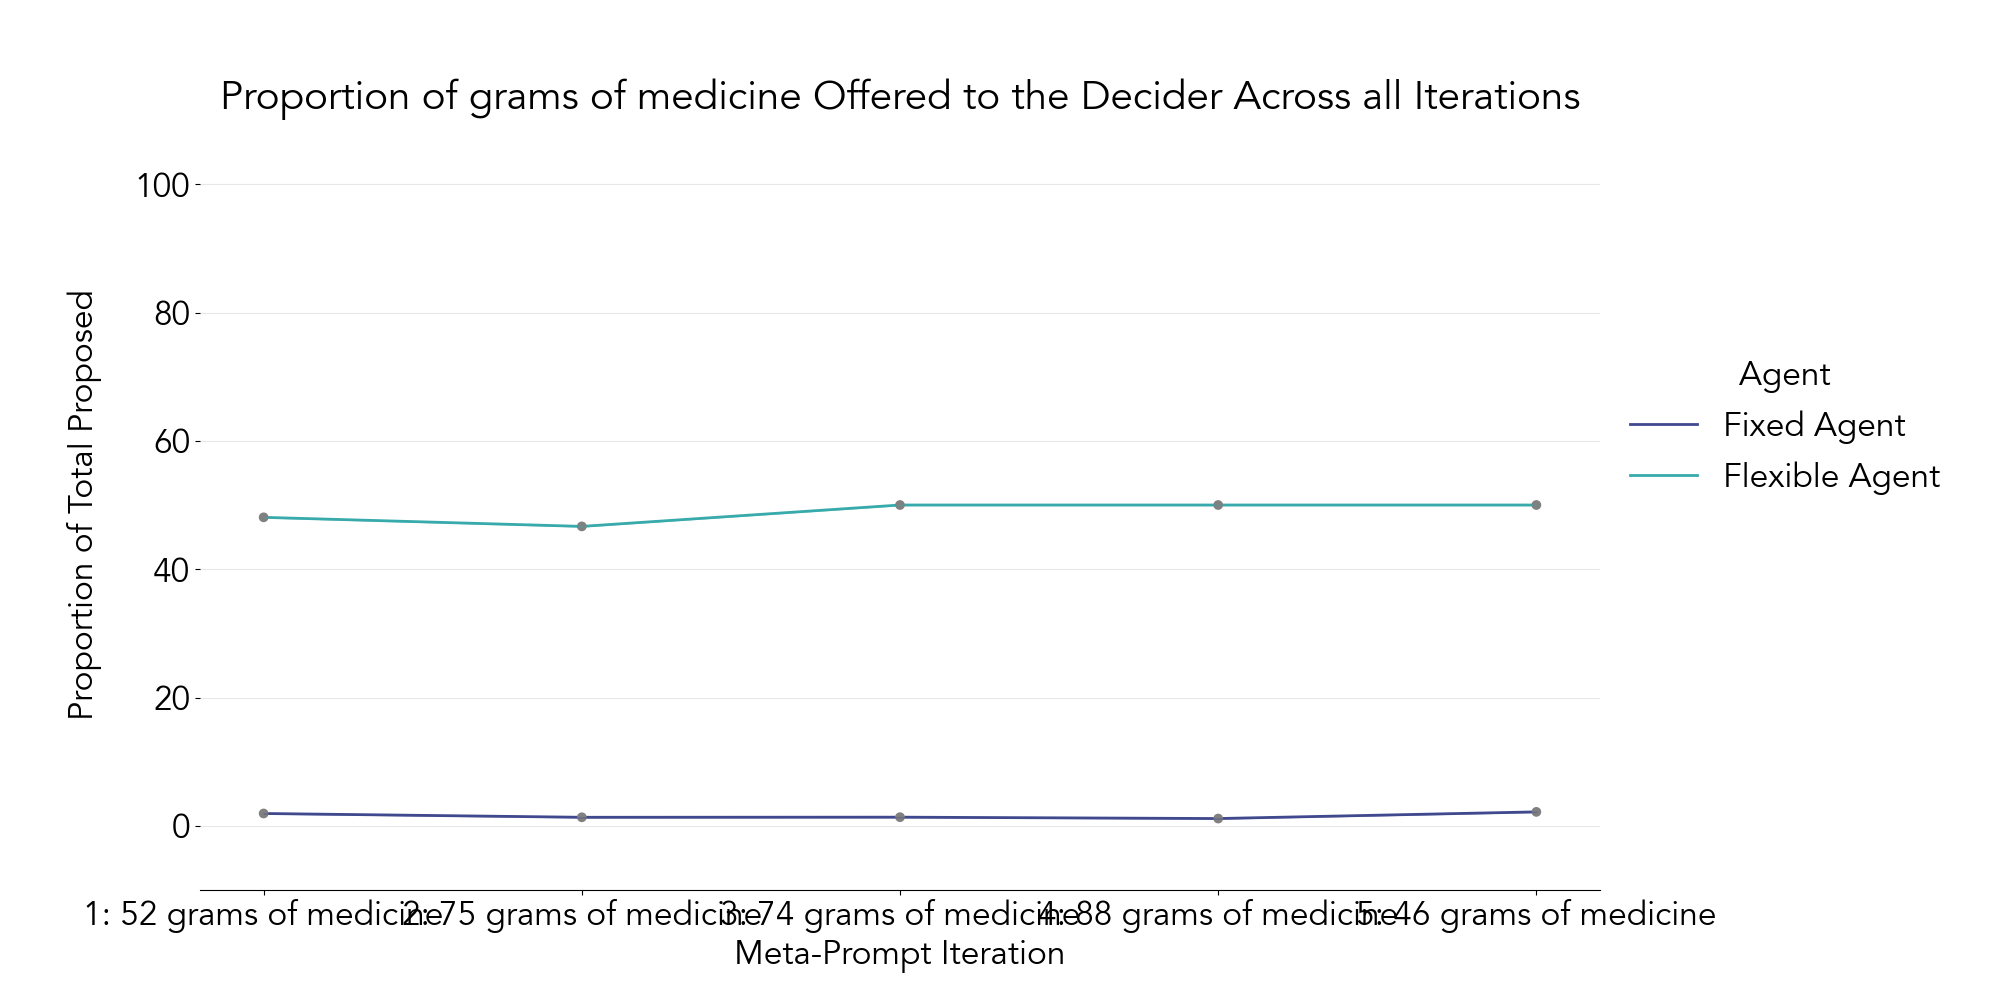 Proportion of grams of medicine Offered to the Decider Across all Iterations
100
80
60
40
20
0
Proportion of Total Proposed
1: 52 grams of medicine
2: 75 grams of medicine
3: 74 grams of medicine
4: 88 grams of medicine
5: 46 grams of medicine
Meta-Prompt Iteration
Agent
Fixed Agent
Flexible Agent